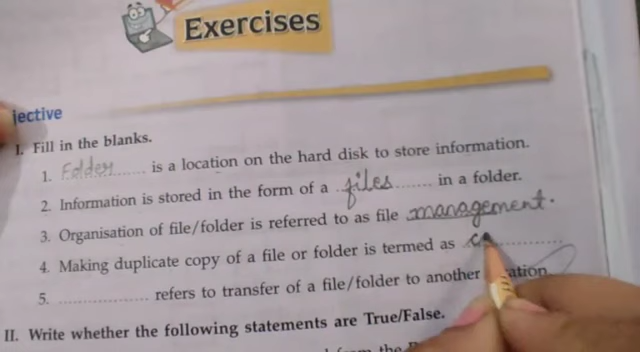 Exercises
jective
I. Fill in the blanks.
1. Folder...... is a location on the hard disk to store information.
2. Information is stored in the form of a ..files....... in a folder.
3. Organisation of file/folder is referred to as file management.
4. Making duplicate copy of a file or folder is termed as c
5. .................. refers to transfer of a file/folder to another
II. Write whether the following statements are True/False.